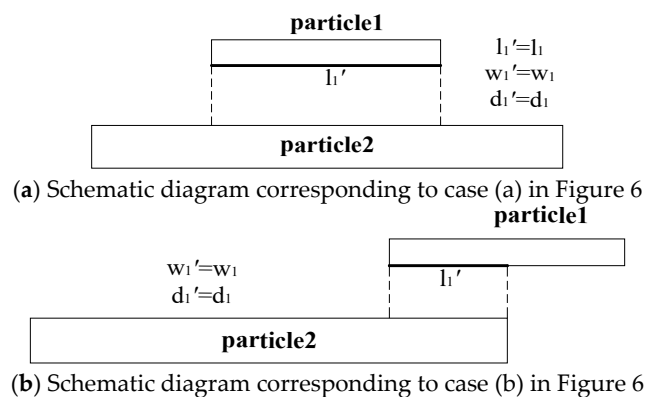 particle1
l₁′=l₁
l₁′
w₁′=w₁
d₁′=d₁
particle2
(a) Schematic diagram corresponding to case (a) in Figure 6
particle1
w₁′=w₁
l₁′
d₁′=d₁
particle2
(b) Schematic diagram corresponding to case (b) in Figure 6